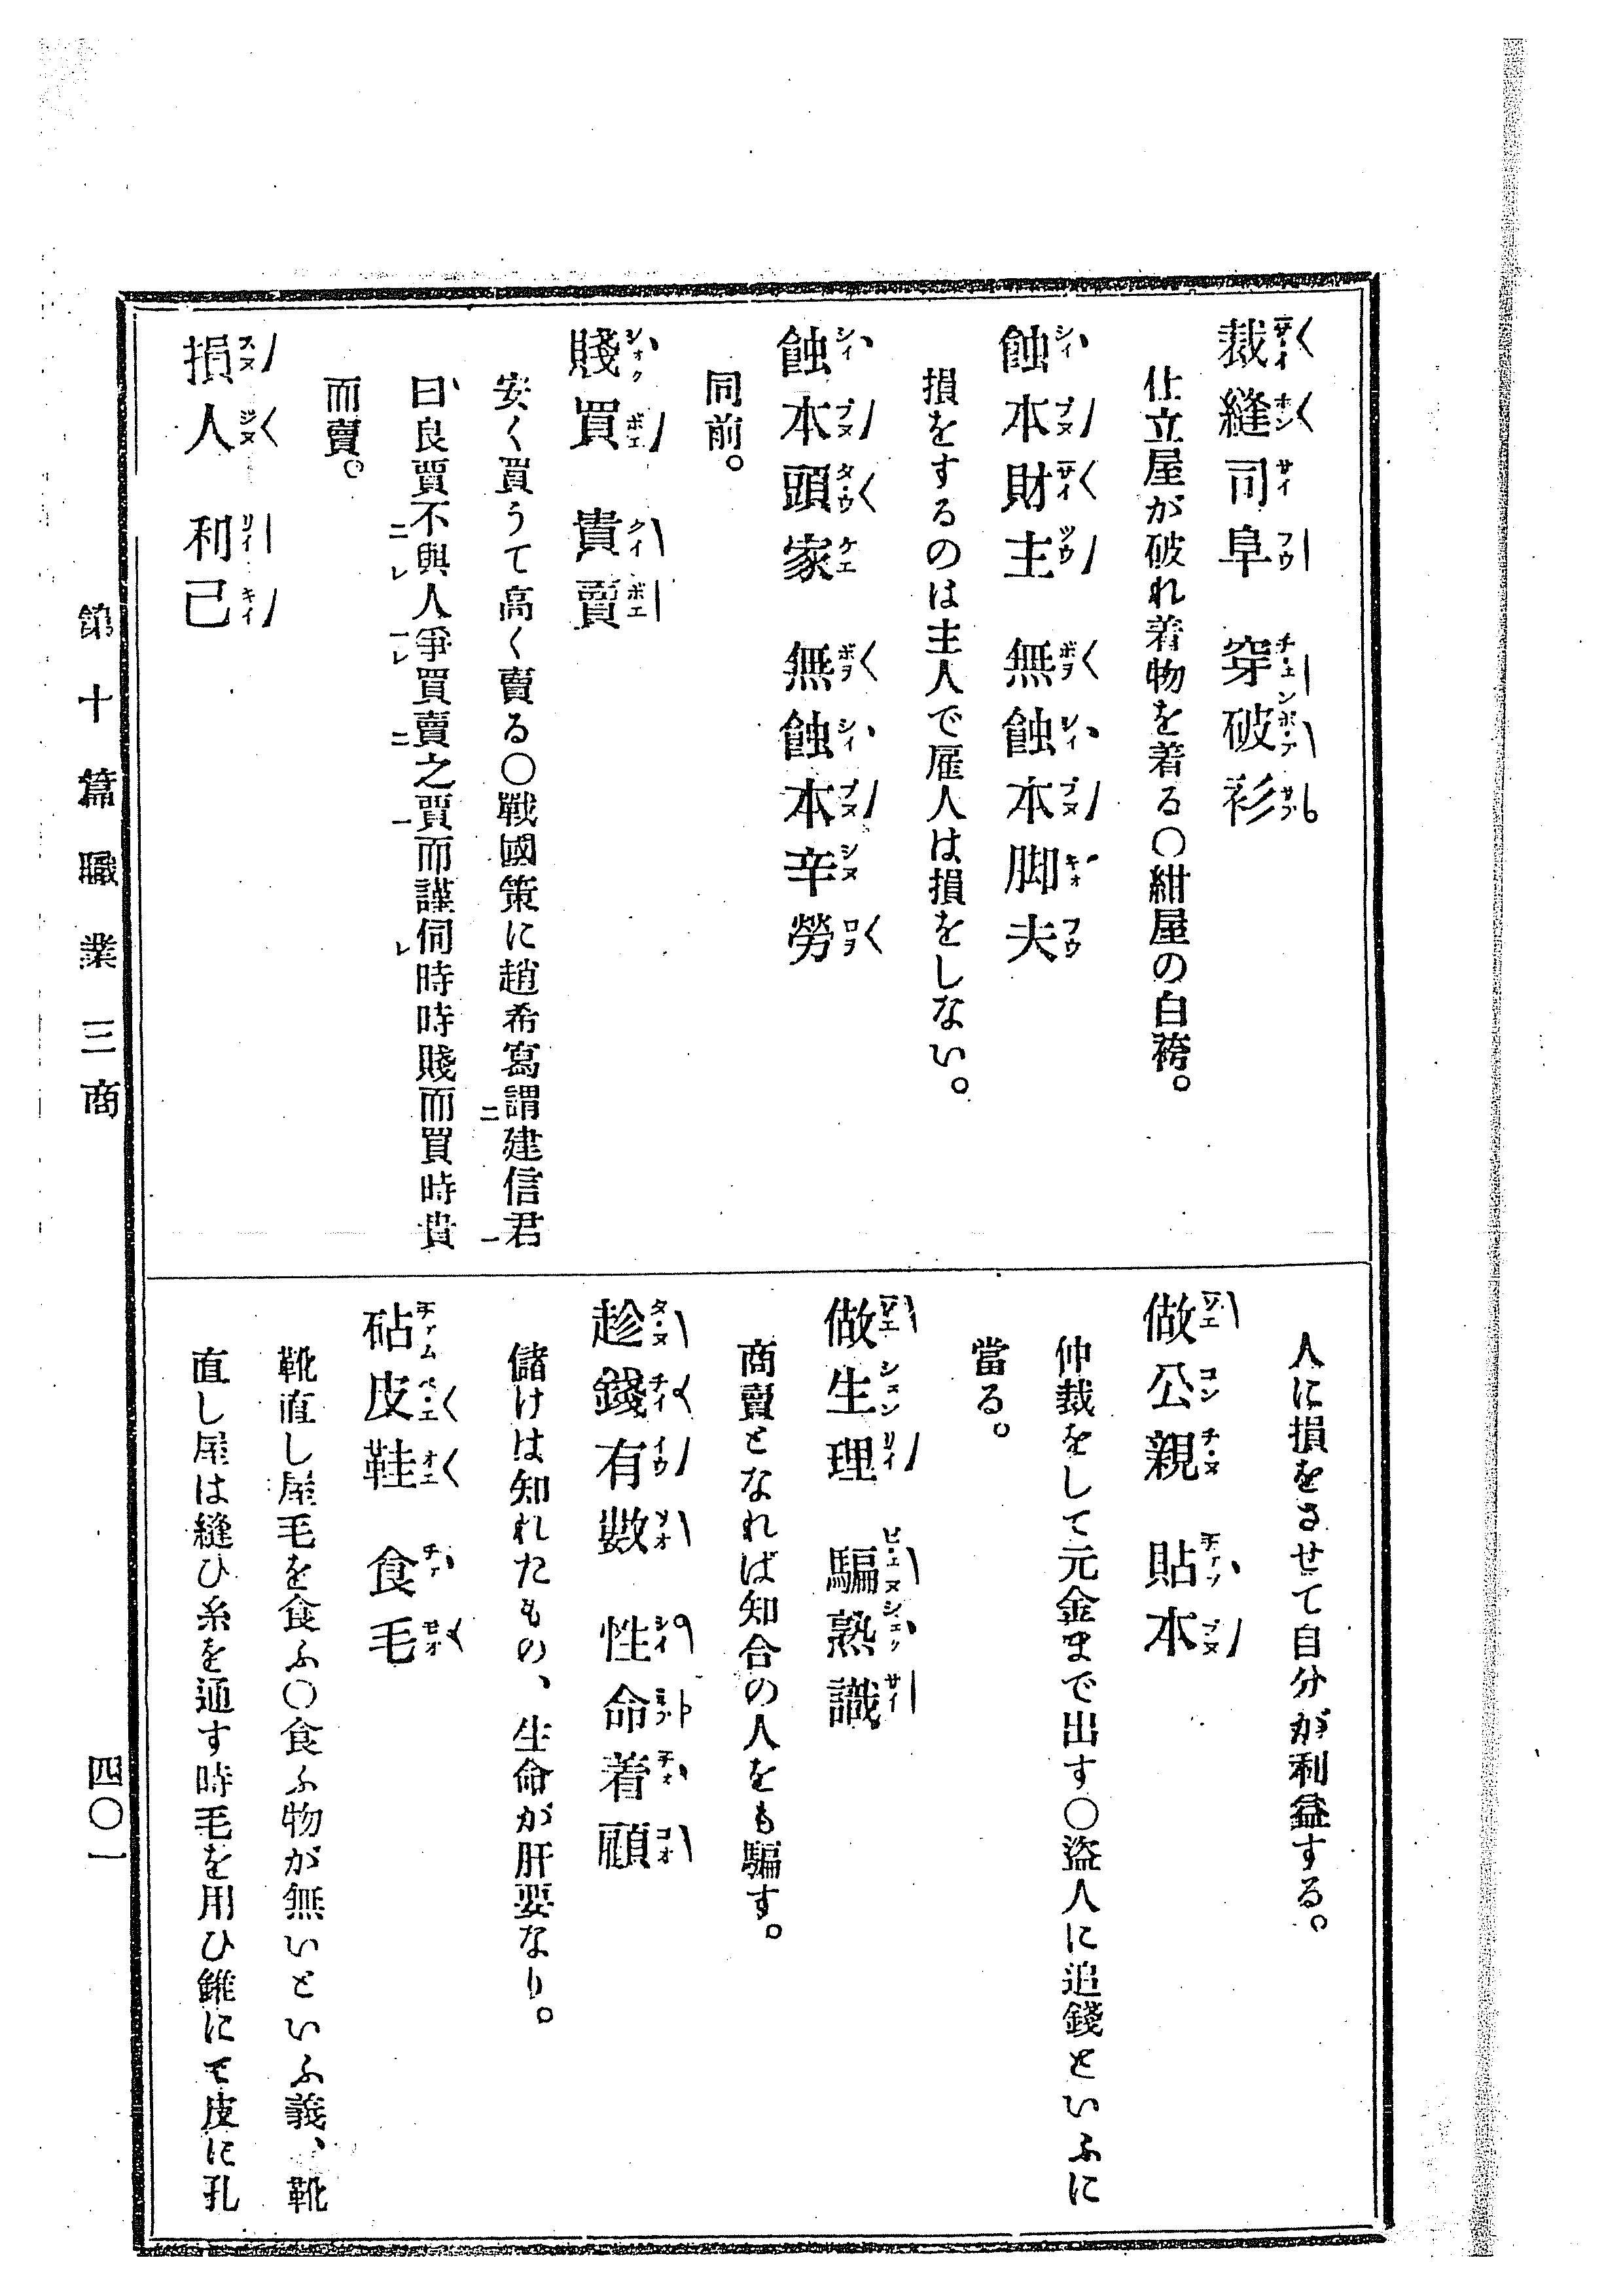 裁縫司阜　穿破衫
仕立屋が破れ着物を着る〇紺屋の白袴。
蝕本財主　無蝕本脚夫
損をするのは主人で雇人は損をしない。
蝕本頭家　無蝕本辛勞
同前。
賤買　貴賣
安く買うて高く賣る〇戰國策に趙希寫謂建信君
曰良賈不與人爭買賣之賈而謹伺時時賤而買時貴
而賣。
損人　利己
人に損をさせて自分が利益する。
做公親　貼本
仲裁をして元金まで出す〇盜人に追錢といふに
當る。
做生理　騙熟識
商賣となれば知合の人をも騙す。
趁錢有數　性命着顧
儲けは知れたもの、生命が肝要なり。
砧皮鞋　食毛
靴直し屋毛を食ふ〇食ふ物が無いといふ義、靴
直し屋は縫ひ糸を通す時毛を用ひ錐にて皮に孔
第十篇職業　三商
四〇一